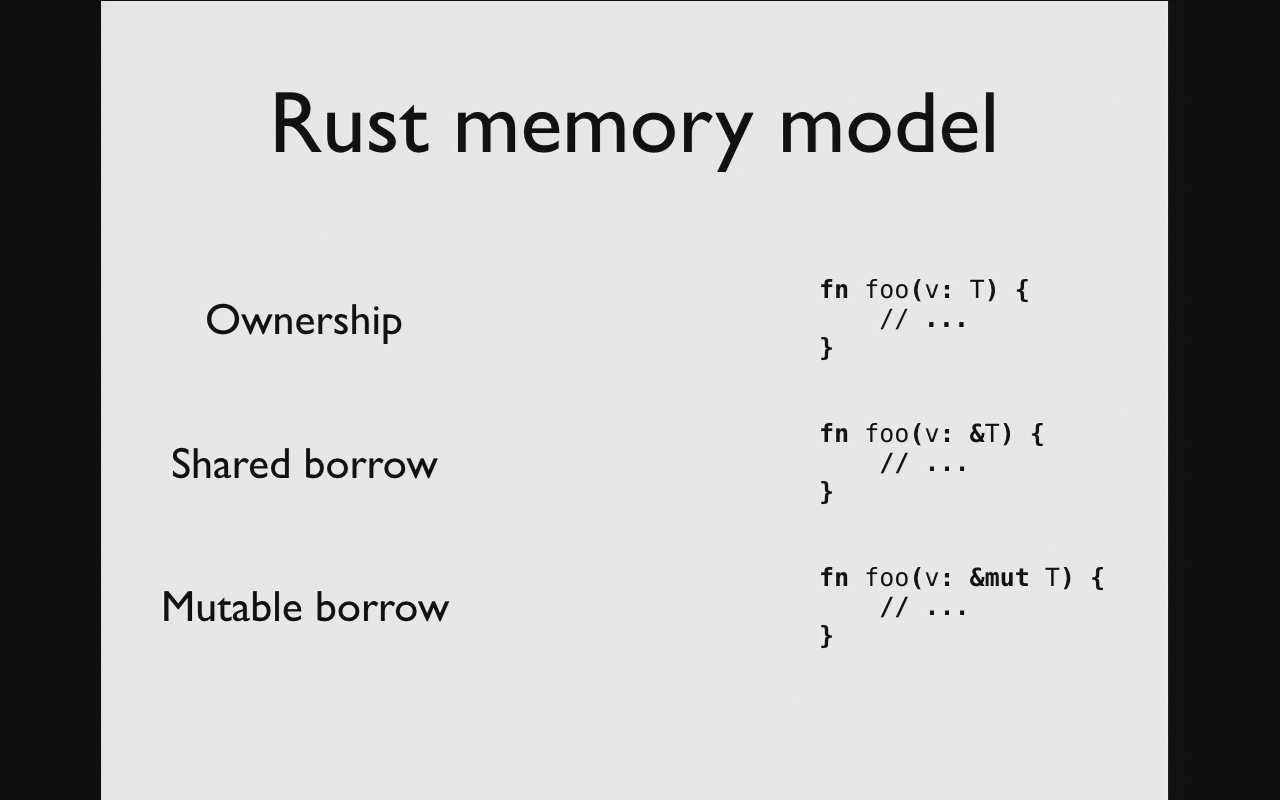 Rust memory model
Ownership
fn foo(v: T) {
    // ...
}
Shared borrow
fn foo(v: &T) {
    // ...
}
Mutable borrow
fn foo(v: &mut T) {
    // ...
}